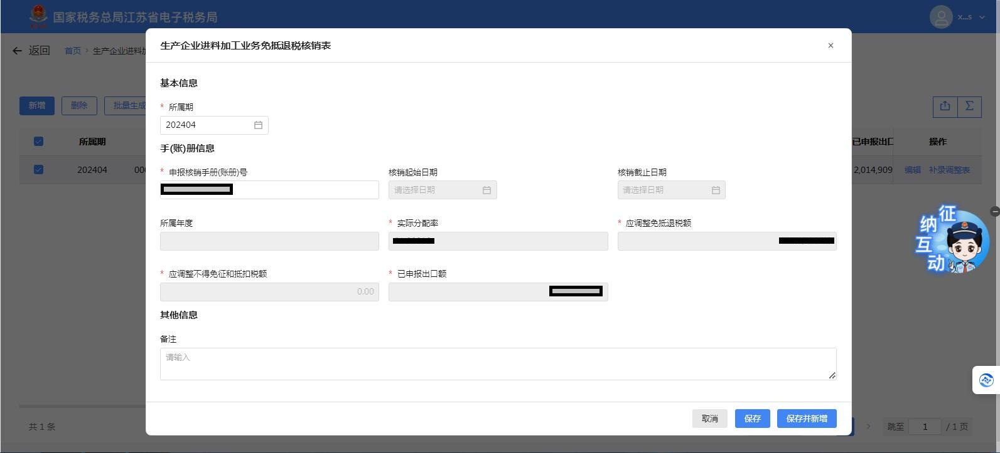 国家税务总局江苏省电子税务局
x...s
返回 首页 > 生产企业进料加
新增 删除 批量生成
所属期 已申报出口 操作
202404 000 2,014,909 编辑 补录调整表
生产企业进料加工业务免抵退税核销表
×
基本信息
* 所属期
202404
手(账)册信息
* 申报核销手册(账册)号 核销起始日期 核销截止日期
请选择日期 请选择日期
所属年度 * 实际分配率 * 应调整免抵退税额
* 应调整不得免征和抵扣税额 * 已申报出口额
0.00
其他信息
备注
请输入
取消 保存 保存并新增
共 1 条 跳至 1 / 1 页
征纳互动